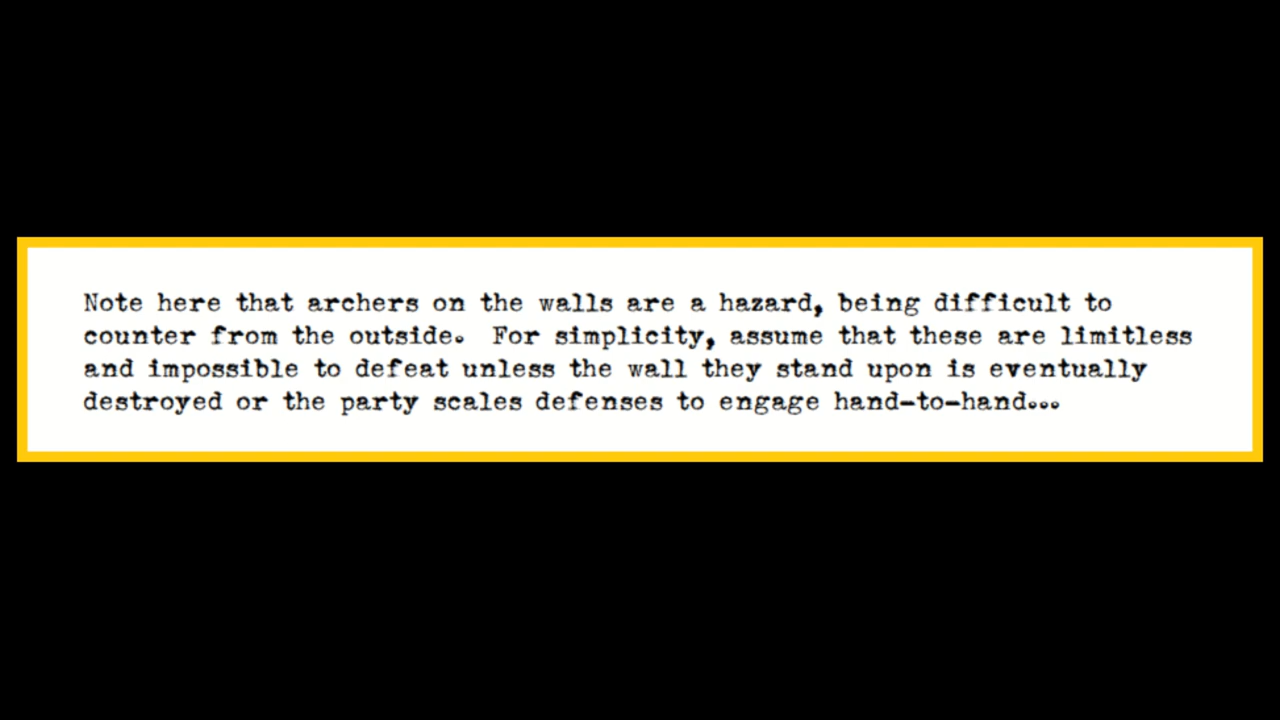 Note here that archers on the walls are a hazard, being difficult to
counter from the outside.  For simplicity, assume that these are limitless
and impossible to defeat unless the wall they stand upon is eventually
destroyed or the party scales defenses to engage hand-to-hand...